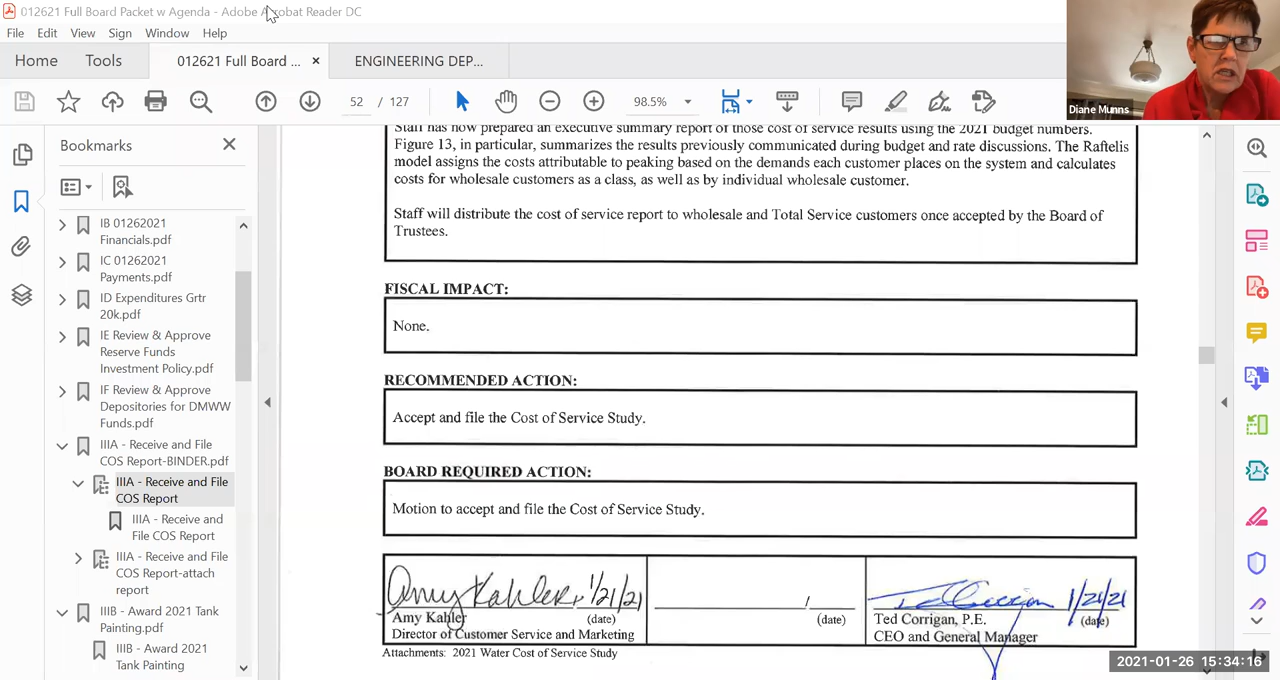 012621 Full Board Packet w Agenda - Adobe Acrobat Reader DC
File Edit View Sign Window Help
Home Tools 012621 Full Board ... × ENGINEERING DEP...
52 / 127 98.5%
Diane Munns
Bookmarks
IB 01262021
Financials.pdf
IC 01262021
Payments.pdf
ID Expenditures Grtr
20k.pdf
IE Review & Approve
Reserve Funds
Investment Policy.pdf
IF Review & Approve
Depositories for DMWW
Funds.pdf
IIIA - Receive and File
COS Report-BINDER.pdf
IIIA - Receive and File
COS Report
IIIA - Receive and
File COS Report
IIIA - Receive and File
COS Report-attach
report
IIIB - Award 2021 Tank
Painting.pdf
IIIB - Award 2021
Tank Painting
Staff has now prepared an executive summary report of those cost of service results using the 2021 budget numbers.
Figure 13, in particular, summarizes the results previously communicated during budget and rate discussions. The Raftelis
model assigns the costs attributable to peaking based on the demands each customer places on the system and calculates
costs for wholesale customers as a class, as well as by individual wholesale customer.
Staff will distribute the cost of service report to wholesale and Total Service customers once accepted by the Board of
Trustees.
FISCAL IMPACT:
None.
RECOMMENDED ACTION:
Accept and file the Cost of Service Study.
BOARD REQUIRED ACTION:
Motion to accept and file the Cost of Service Study.
Amy Kahler 1/21/21
Amy Kahler (date)
Director of Customer Service and Marketing
/
(date)
Ted Corrigan 1/21/21
Ted Corrigan, P.E. (date)
CEO and General Manager
Attachments: 2021 Water Cost of Service Study
2021-01-26 15:34:16